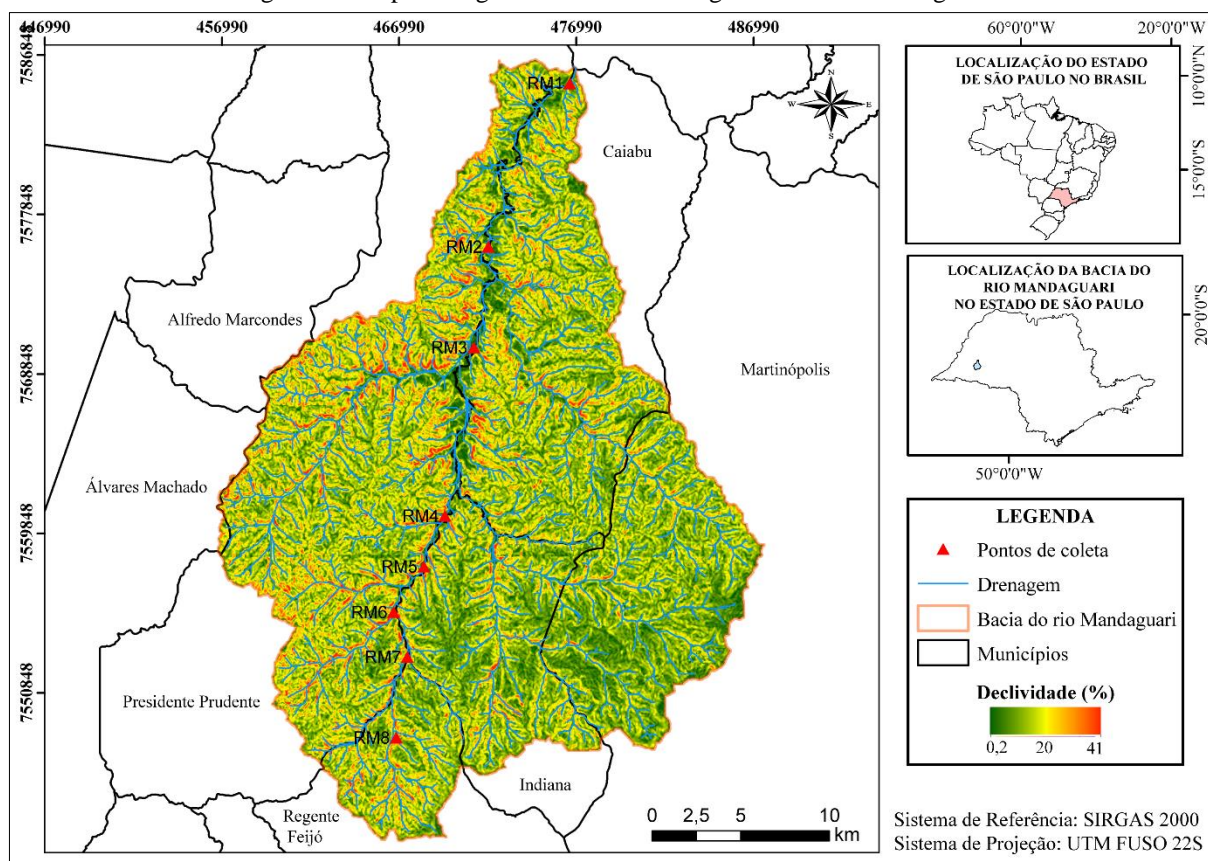 446990
456990
466990
476990
486990
7586848
7577848
7568848
7559848
7550848
RM1
RM2
RM3
RM4
RM5
RM6
RM7
RM8
N
W
E
S
Caiabu
Alfredo Marcondes
Martinópolis
Álvares Machado
Presidente Prudente
Regente
Feijó
Indiana
0 2,5 5 10
km
60°0'0"W
20°0'0"W
LOCALIZAÇÃO DO ESTADO
DE SÃO PAULO NO BRASIL
10°0'0"N
15°0'0"S
LOCALIZAÇÃO DA BACIA DO
RIO MANDAGUARI
NO ESTADO DE SÃO PAULO
20°0'0"S
50°0'0"W
LEGENDA
Pontos de coleta
Drenagem
Bacia do rio Mandaguari
Municípios
Declividade (%)
0,2 20 41
Sistema de Referência: SIRGAS 2000
Sistema de Projeção: UTM FUSO 22S